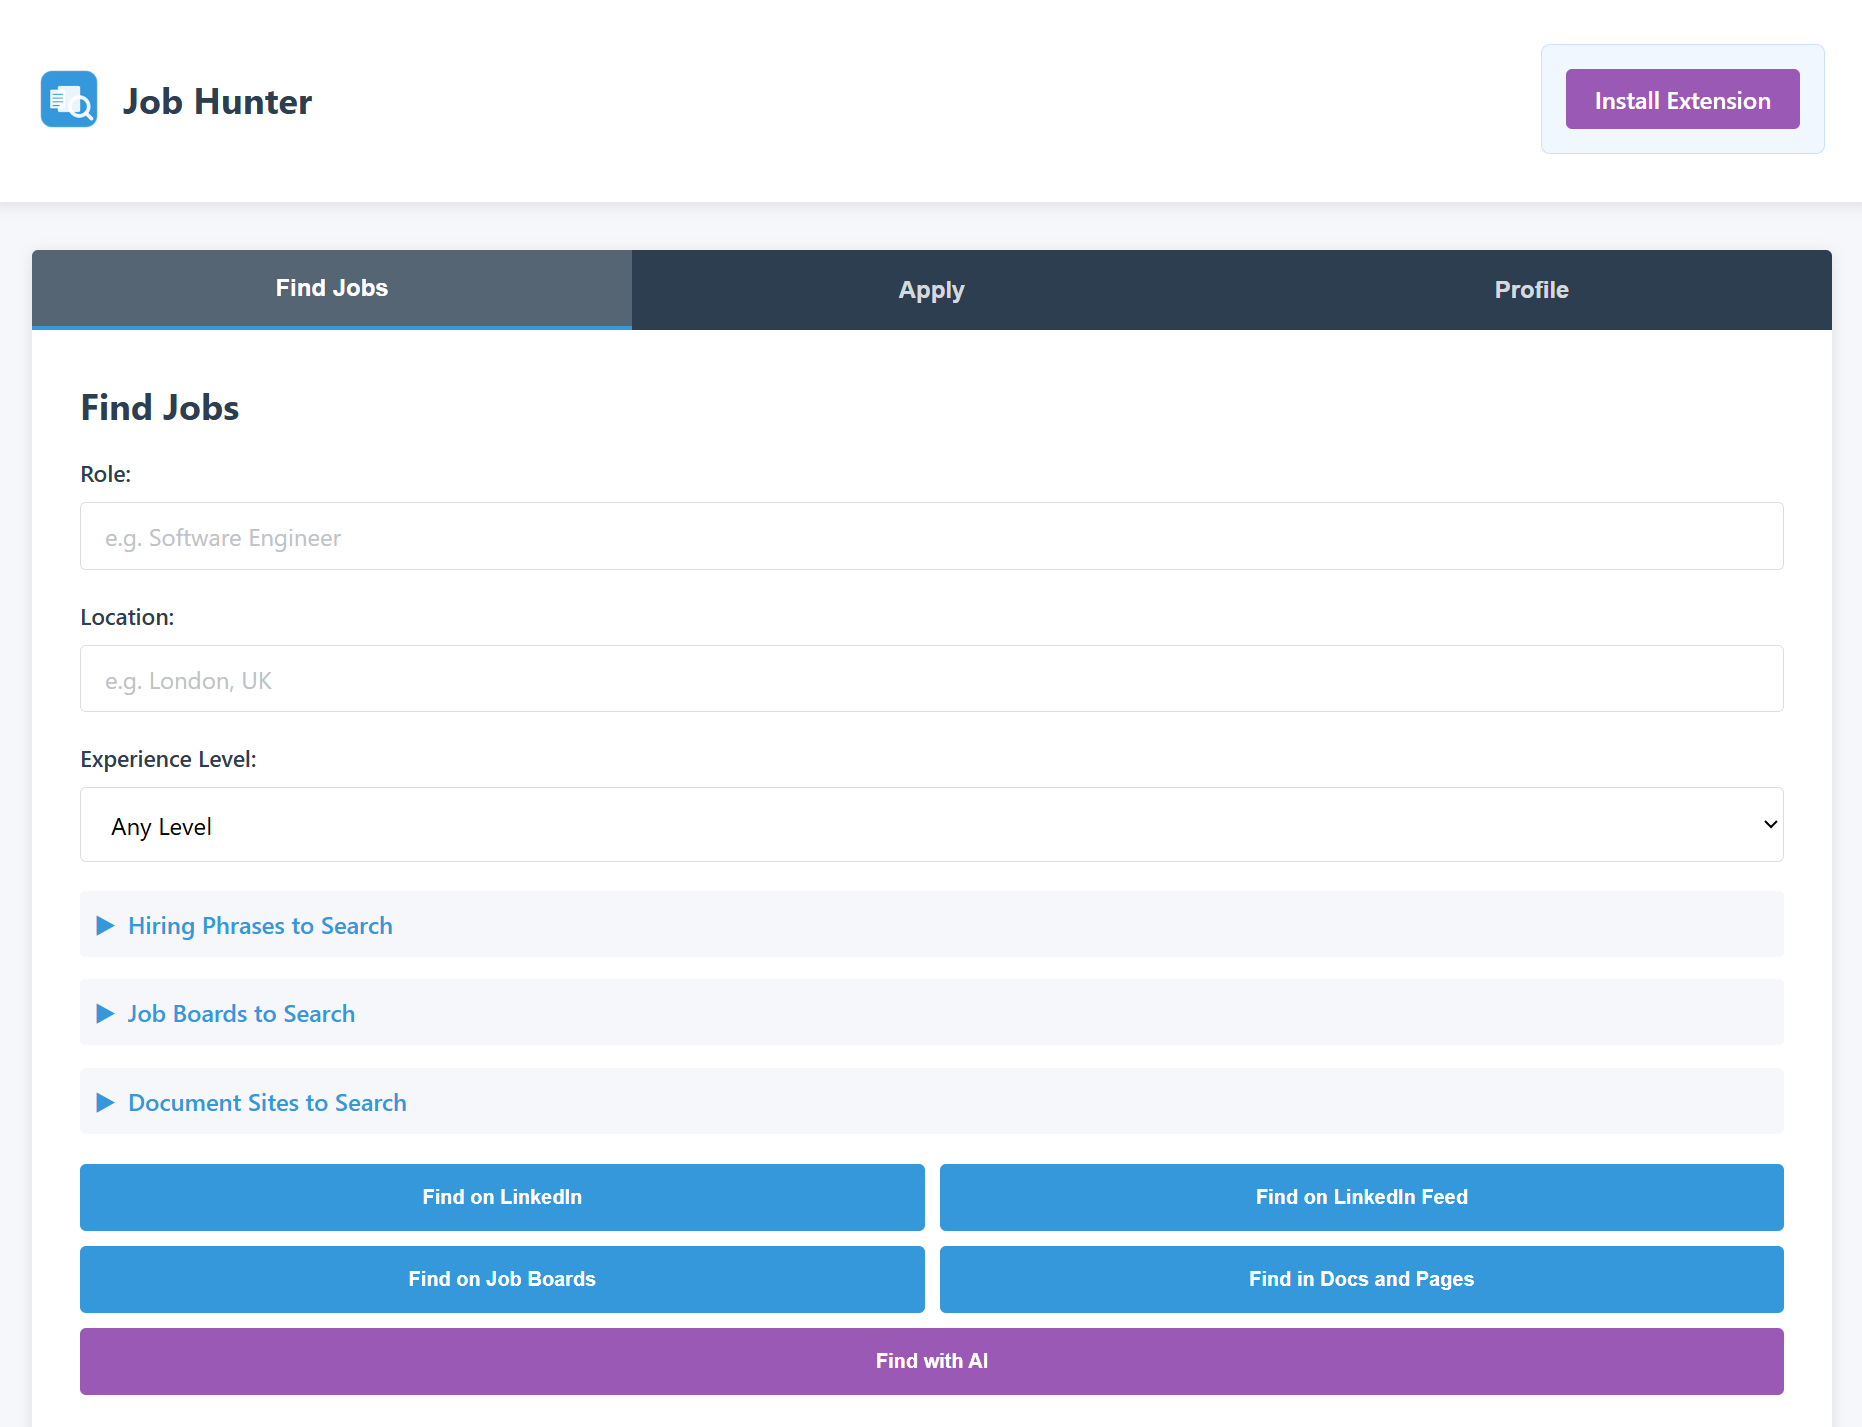 Job Hunter
Install Extension
Find Jobs
Apply
Profile
Find Jobs
Role:
e.g. Software Engineer
Location:
e.g. London, UK
Experience Level:
Any Level
Hiring Phrases to Search
Job Boards to Search
Document Sites to Search
Find on LinkedIn
Find on LinkedIn Feed
Find on Job Boards
Find in Docs and Pages
Find with AI